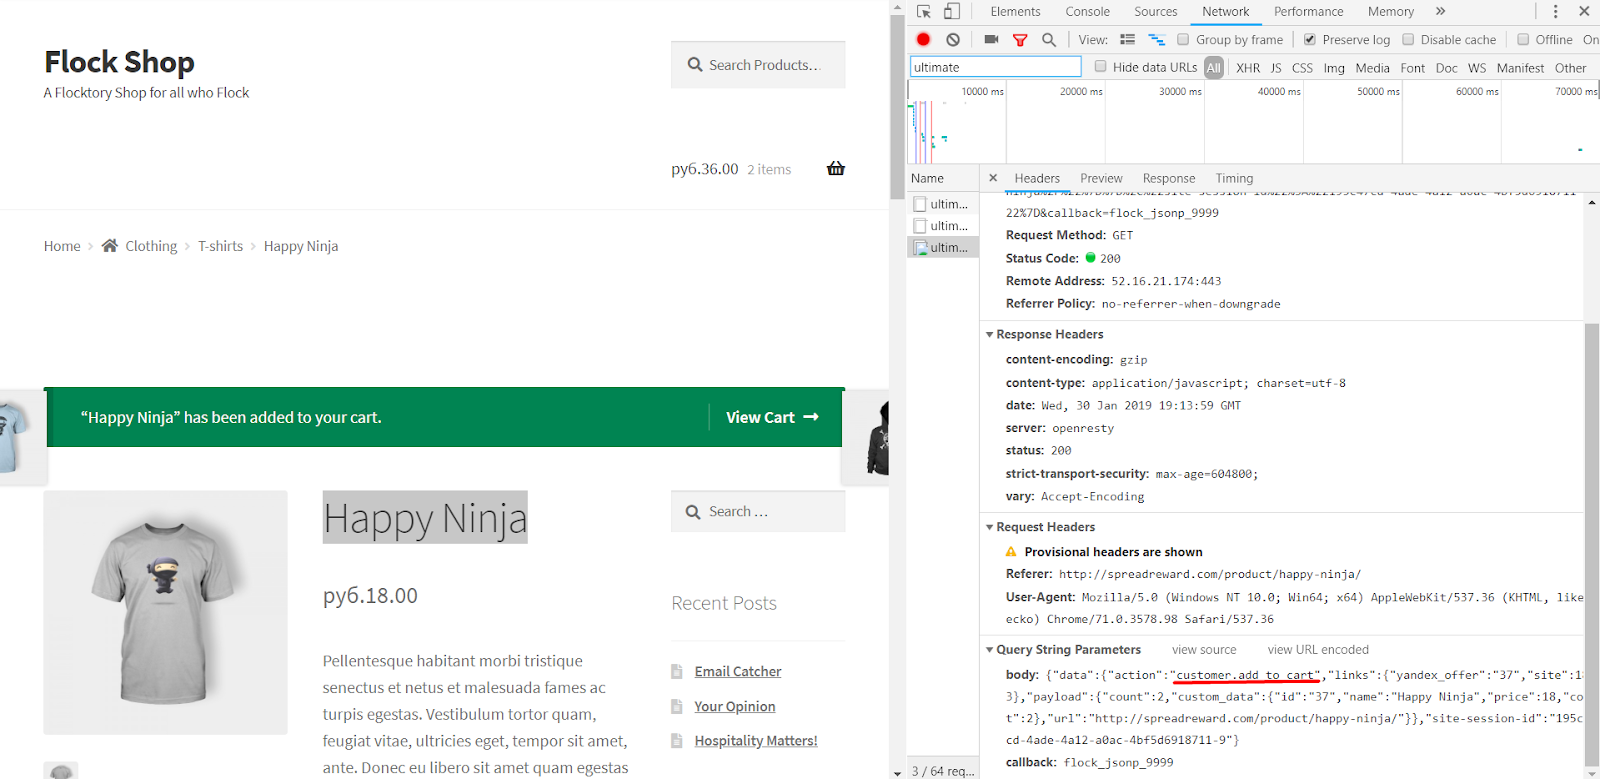 Flock Shop
A Flocktory Shop for all who Flock
Search Products...
руб.36.00 2 items
Home > Clothing > T-shirts > Happy Ninja
“Happy Ninja” has been added to your cart.
View Cart →
Happy Ninja
руб.18.00
Pellentesque habitant morbi tristique
senectus et netus et malesuada fames ac
turpis egestas. Vestibulum tortor quam,
feugiat vitae, ultricies eget, tempor sit amet,
ante. Donec eu libero sit amet quam egestas
Search …
Recent Posts
Email Catcher
Your Opinion
Hospitality Matters!
Elements Console Sources Network Performance Memory »
View: Group by frame Preserve log Disable cache Offline On
ultimate
Hide data URLs All XHR JS CSS Img Media Font Doc WS Manifest Other
10000 ms 20000 ms 30000 ms 40000 ms 50000 ms 60000 ms 70000 ms
Name
ultim...
ultim...
ultim...
3 / 64 req...
× Headers Preview Response Timing
22%7D&callback=flock_jsonp_9999
Request Method: GET
Status Code: 200
Remote Address: 52.16.21.174:443
Referrer Policy: no-referrer-when-downgrade
Response Headers
content-encoding: gzip
content-type: application/javascript; charset=utf-8
date: Wed, 30 Jan 2019 19:13:59 GMT
server: openresty
status: 200
strict-transport-security: max-age=604800;
vary: Accept-Encoding
Request Headers
Provisional headers are shown
Referer: http://spreadreward.com/product/happy-ninja/
User-Agent: Mozilla/5.0 (Windows NT 10.0; Win64; x64) AppleWebKit/537.36 (KHTML, like
ecko) Chrome/71.0.3578.98 Safari/537.36
Query String Parameters view source view URL encoded
body: {"data":{"action":"customer.add to cart","links":{"yandex_offer":"37","site":18
3},"payload":{"count":2,"custom_data":{"id":"37","name":"Happy Ninja","price":18,"co
t":2},"url":"http://spreadreward.com/product/happy-ninja/"}},"site-session-id":"195c
cd-4ade-4a12-a0ac-4bf5d6918711-9"}
callback: flock_jsonp_9999